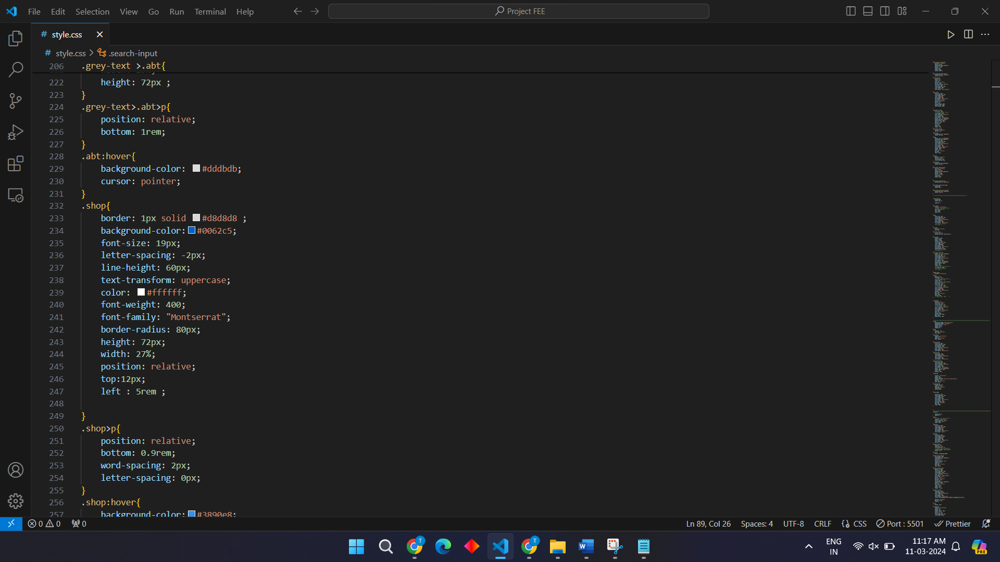 File Edit Selection View Go Run Terminal Help
Project FEE
# style.css
# style.css > .search-input
206 .grey-text >.abt{
222 height: 72px ;
223 }
224 .grey-text>.abt>p{
225 position: relative;
226 bottom: 1rem;
227 }
228 .abt:hover{
229 background-color: #dddbdb;
230 cursor: pointer;
231 }
232 .shop{
233 border: 1px solid #d8d8d8 ;
234 background-color:#0062c5;
235 font-size: 19px;
236 letter-spacing: -2px;
237 line-height: 60px;
238 text-transform: uppercase;
239 color: #ffffff;
240 font-weight: 400;
241 font-family: "Montserrat";
242 border-radius: 80px;
243 height: 72px;
244 width: 27%;
245 position: relative;
246 top:12px;
247 left : 5rem ;
248
249 }
250 .shop>p{
251 position: relative;
252 bottom: 0.9rem;
253 word-spacing: 2px;
254 letter-spacing: 0px;
255 }
256 .shop:hover{
257 background-color:#3890e8;
0 0 0
Ln 89, Col 26 Spaces: 4 UTF-8 CRLF CSS Port : 5501 Prettier
T
W
T
PRE
ENG
IN
11:17 AM
11-03-2024